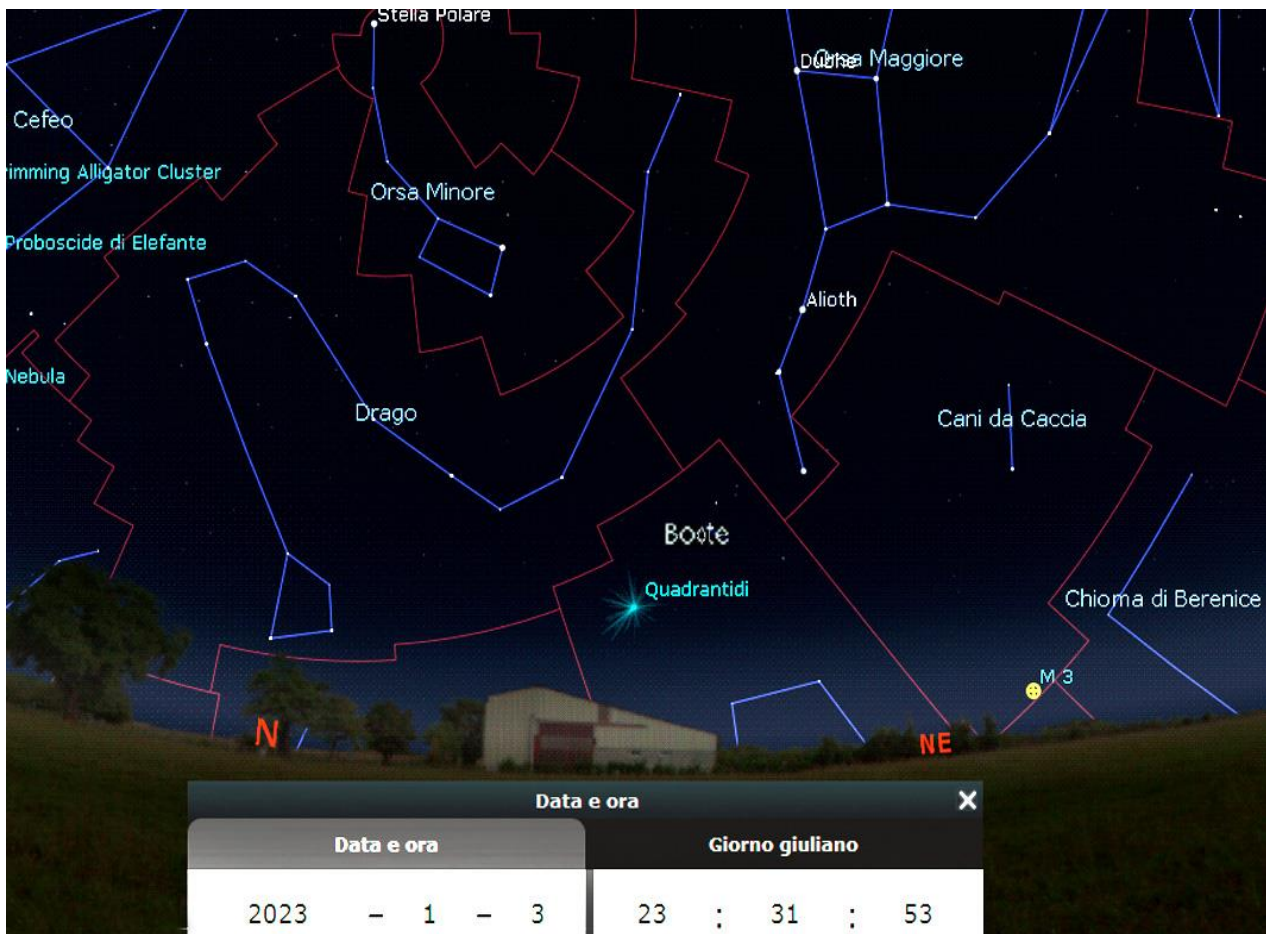 Stella Polare
Dubhe
Orsa Maggiore
Cefeo
imming Alligator Cluster
Orsa Minore
Proboscide di Elefante
Alioth
Nebula
Drago
Cani da Caccia
Boote
Quadrantidi
Chioma di Berenice
M 3
N
NE
Data e ora
Data e ora
Giorno giuliano
2023 - 1 - 3 23 : 31 : 53